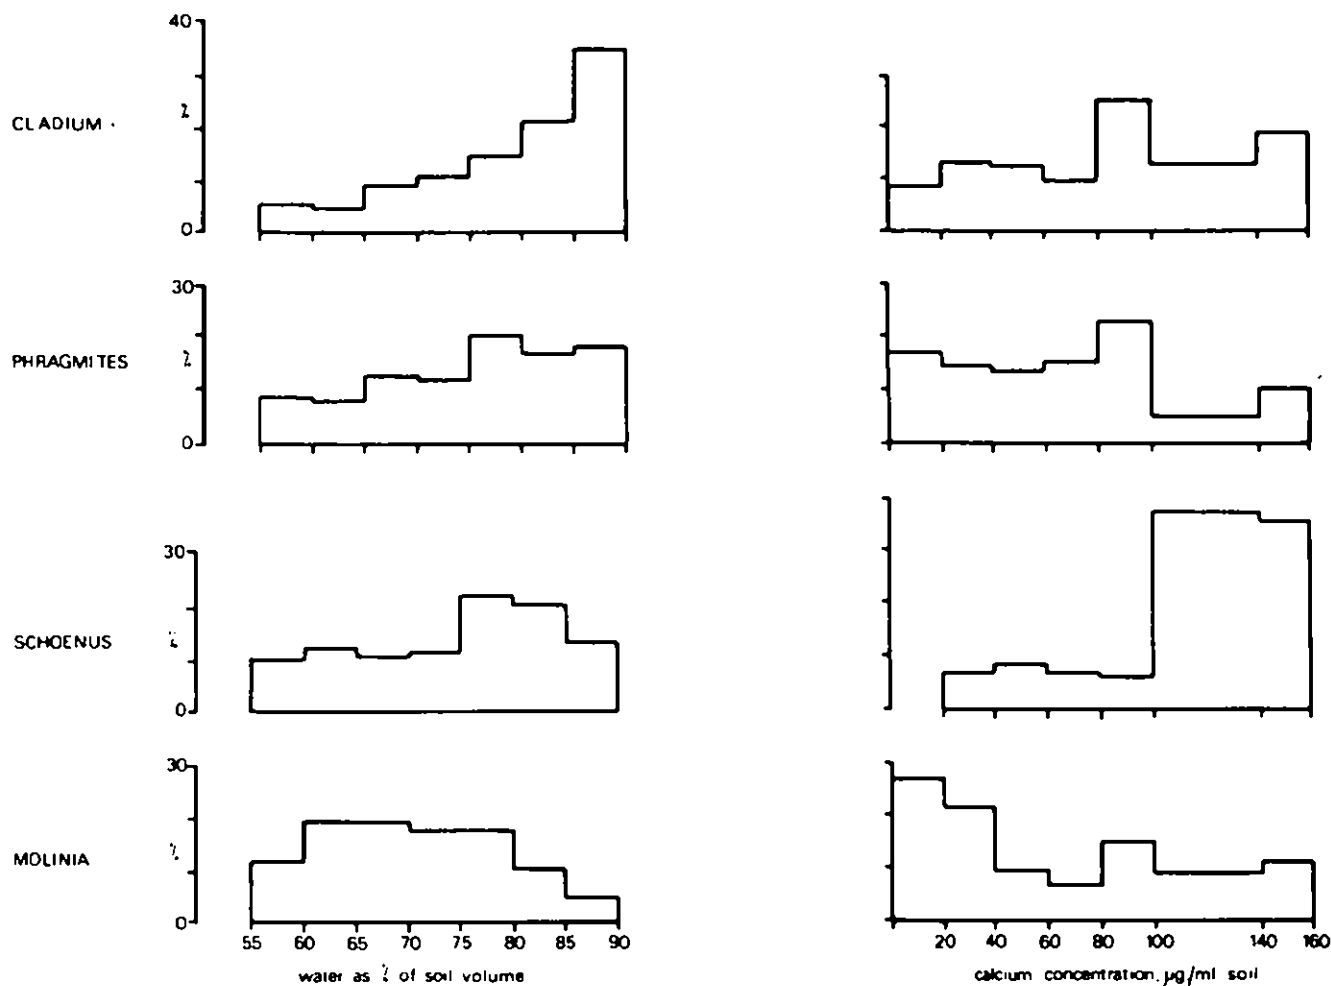 40
%
CLADIUM
0
30
%
PHRAGMITES
0
30
%
SCHOENUS
0
30
%
MOLINIA
0
55 60 65 70 75 80 85 90
20 40 60 80 100 140 160
water as % of soil volume
calcium concentration, µg/ml soil